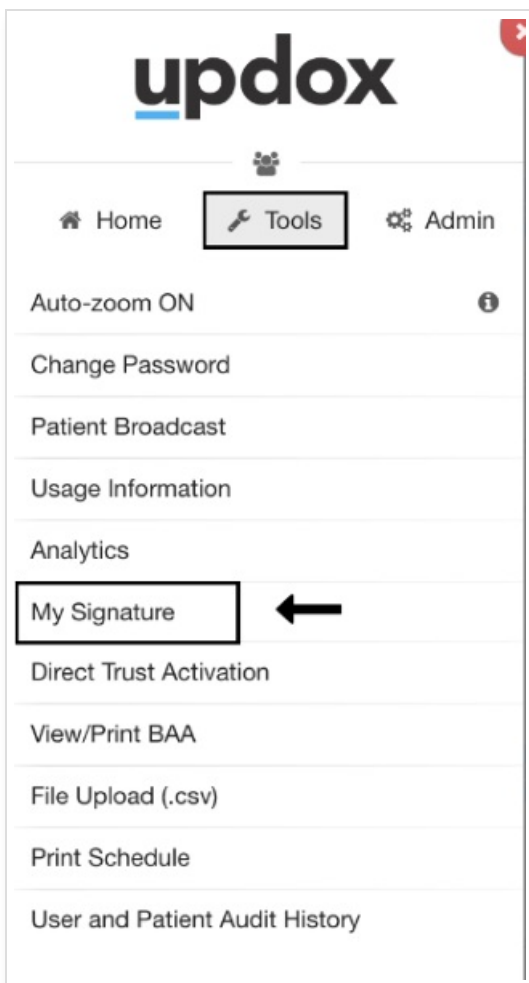 updox
Home Tools Admin
Auto-zoom ON
Change Password
Patient Broadcast
Usage Information
Analytics
My Signature
Direct Trust Activation
View/Print BAA
File Upload (.csv)
Print Schedule
User and Patient Audit History